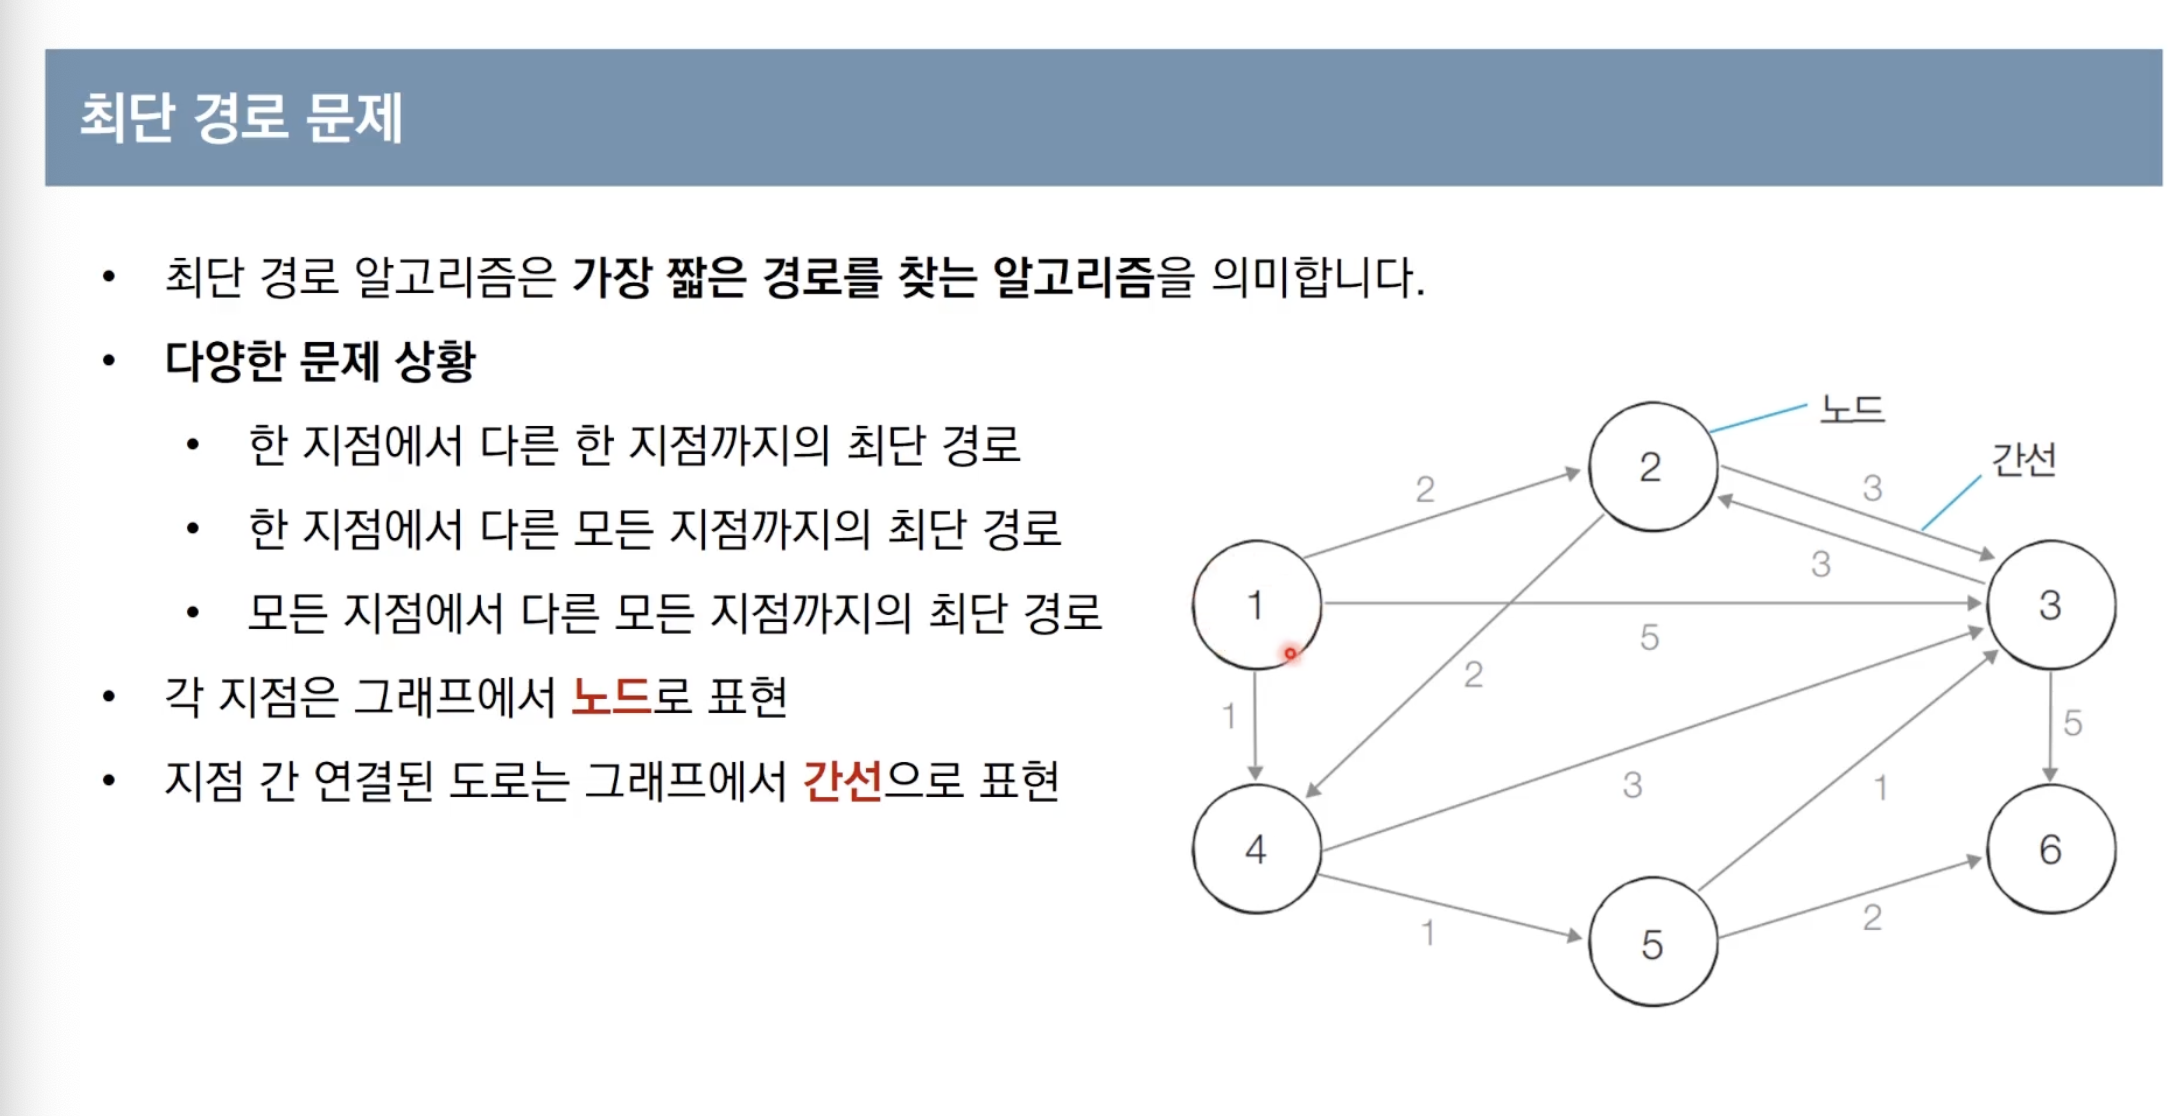 최단 경로 문제
• 최단 경로 알고리즘은 가장 짧은 경로를 찾는 알고리즘을 의미합니다.
• 다양한 문제 상황
• 한 지점에서 다른 한 지점까지의 최단 경로
• 한 지점에서 다른 모든 지점까지의 최단 경로
• 모든 지점에서 다른 모든 지점까지의 최단 경로
• 각 지점은 그래프에서 노드로 표현
• 지점 간 연결된 도로는 그래프에서 간선으로 표현
노드
간선
2
2
3
3
1
3
5
2
1
5
3
1
4
6
2
1
5